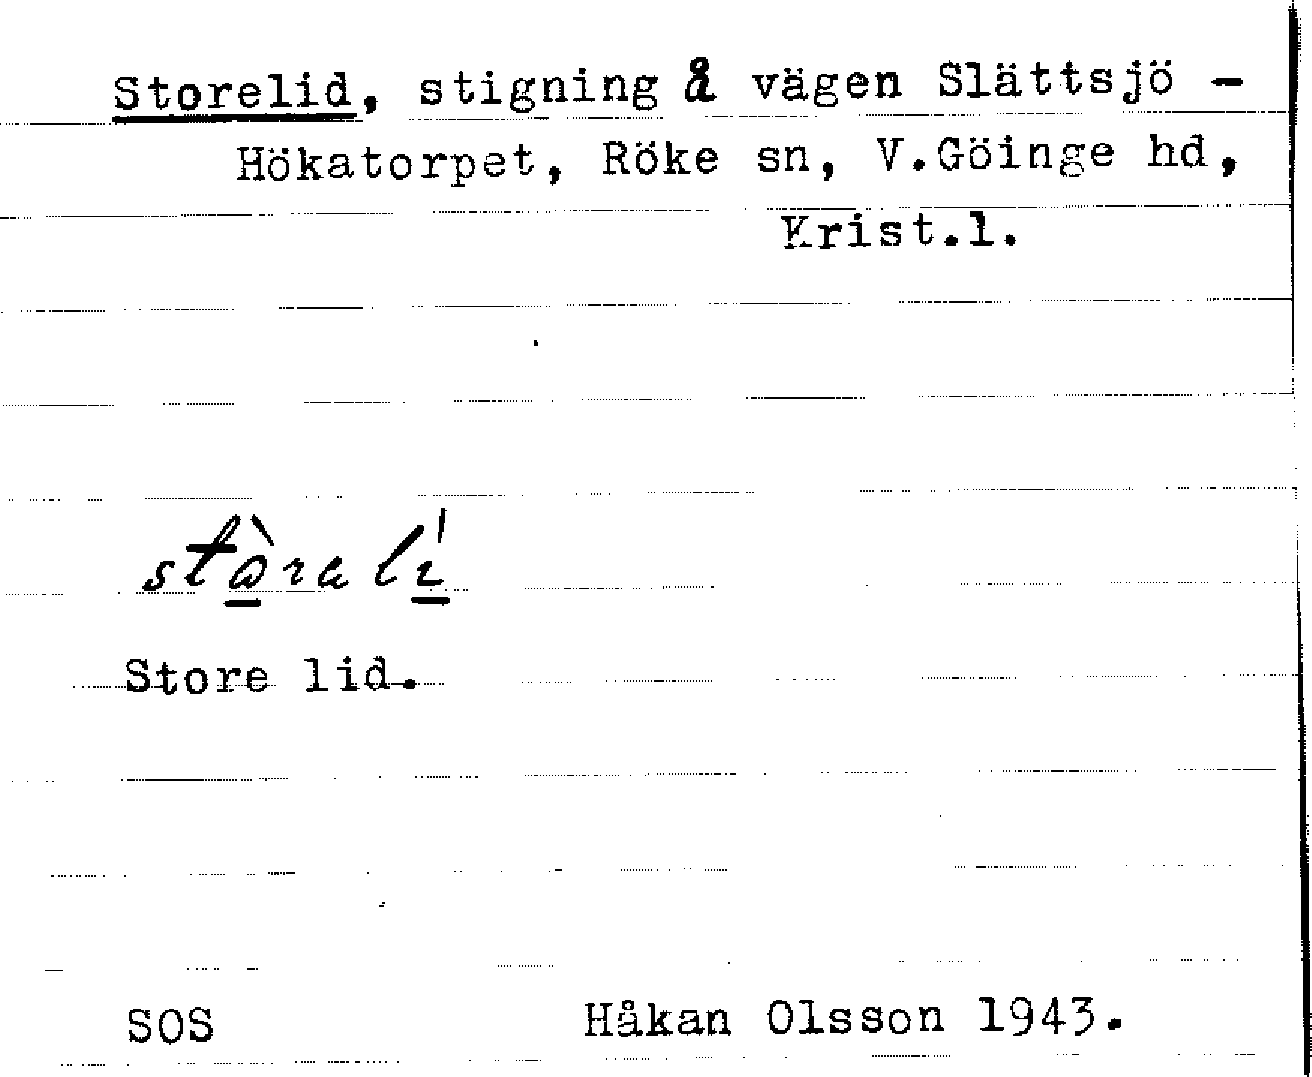 Storelid, stigning å vägen Slättsjö -
Hökatorpet, Röke sn, V.Göinge hd,
Krist.l.
Store lid.
SOS Håkan Olsson 1943.